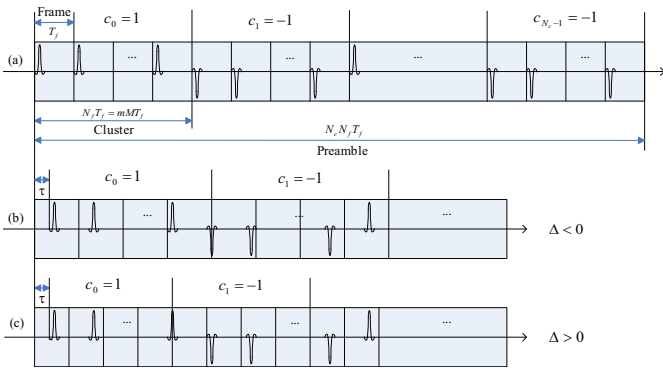 Frame
T_f
c_0 = 1
c_1 = −1
c_{N_c−1} = −1
(a)
...
...
...
...
N_f T_f = mMT_f
Cluster
N_c N_f T_f
Preamble
c_0 = 1
c_1 = −1
τ
(b)
...
...
...
Δ < 0
c_0 = 1
c_1 = −1
τ
(c)
...
...
...
Δ > 0